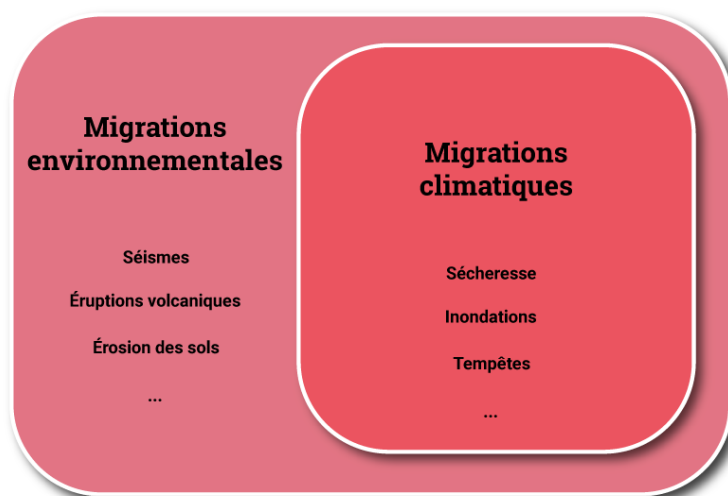 Migrations
environnementales
Séismes
Éruptions volcaniques
Érosion des sols
...
Migrations
climatiques
Sécheresse
Inondations
Tempêtes
...